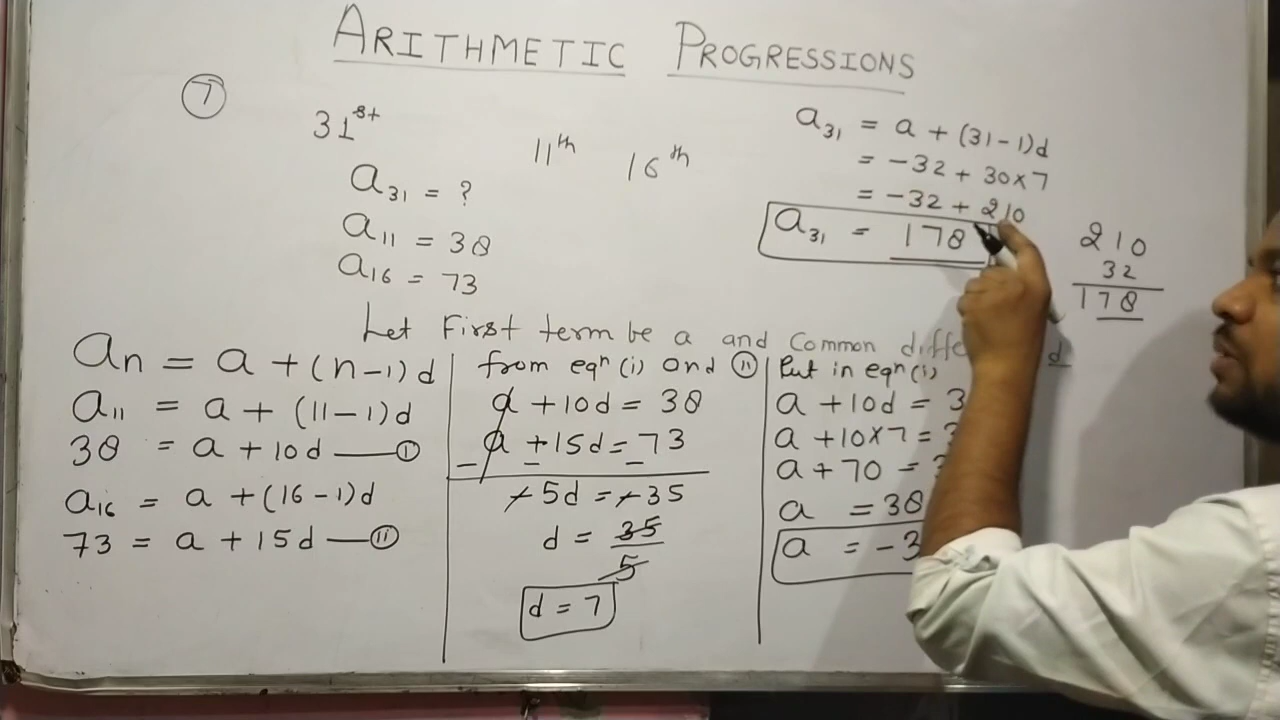 ARITHMETIC PROGRESSIONS
7
31st
11th 16th
a31 = ?
a11 = 38
a16 = 73
a31 = a + (31-1)d
= -32 + 30×7
= -32 + 210
a31 = 178
210
32
178
Let First term be a and Common diffe d
an = a + (n-1)d
a11 = a + (11-1)d
38 = a + 10d —— (i)
a16 = a + (16-1)d
73 = a + 15d — (ii)
from eqn (i) and (ii)
a + 10d = 38
a + 15d = 73
- - -
-5d = -35
d = 35/5
d = 7
Put in eqn (i)
a + 10d = 3
a + 10×7 = 3
a + 70 = 3
a = 38
a = -3